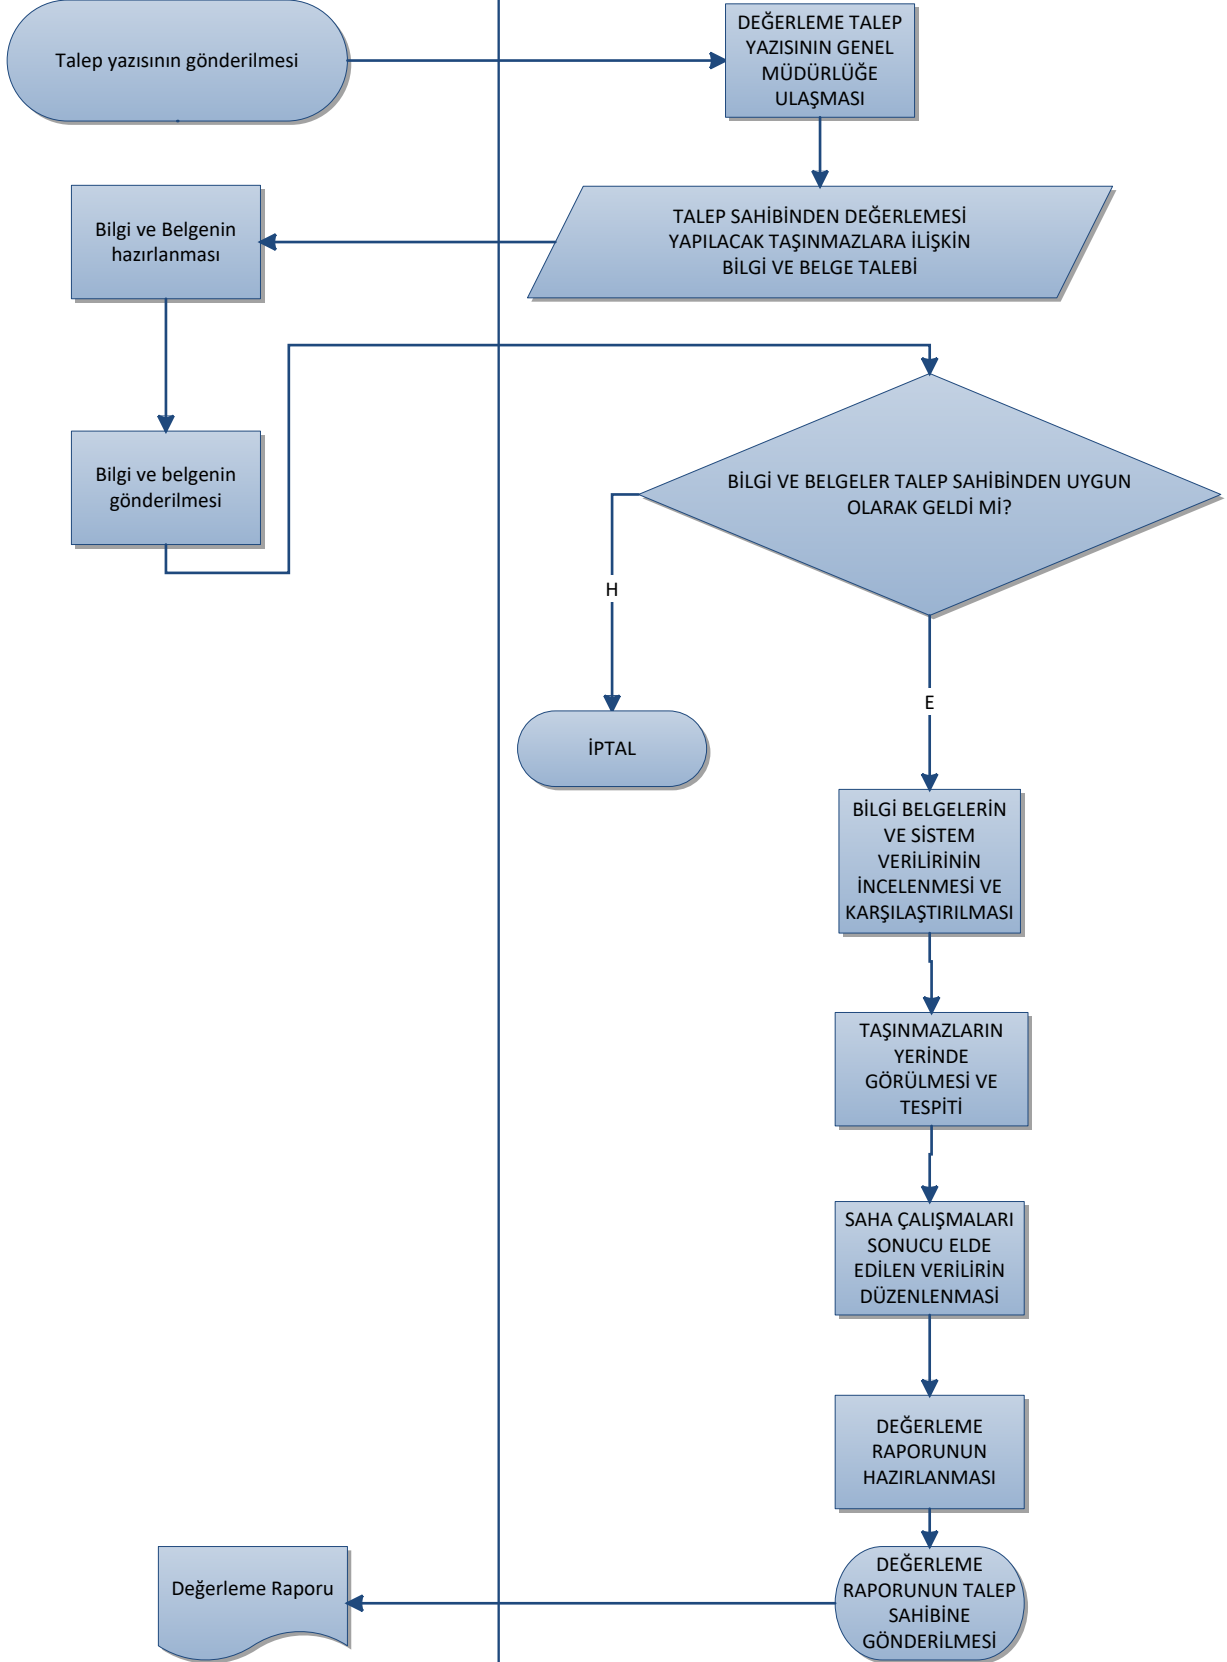 Talep yazısının gönderilmesi
DEĞERLEME TALEP
YAZISININ GENEL
MÜDÜRLÜĞE
ULAŞMASI
TALEP SAHİBİNDEN DEĞERLEMESİ
YAPILACAK TAŞINMAZLARA İLİŞKİN
BİLGİ VE BELGE TALEBİ
Bilgi ve Belgenin
hazırlanması
Bilgi ve belgenin
gönderilmesi
BİLGİ VE BELGELER TALEP SAHİBİNDEN UYGUN
OLARAK GELDİ Mİ?
H
E
İPTAL
BİLGİ BELGELERİN
VE SİSTEM
VERİLİRİNİN
İNCELENMESİ VE
KARŞILAŞTIRILMASI
TAŞINMAZLARIN
YERİNDE
GÖRÜLMESİ VE
TESPİTİ
SAHA ÇALIŞMALARI
SONUCU ELDE
EDİLEN VERİLİRİN
DÜZENLENMASİ
DEĞERLEME
RAPORUNUN
HAZIRLANMASI
DEĞERLEME
RAPORUNUN TALEP
SAHİBİNE
GÖNDERİLMESİ
Değerleme Raporu